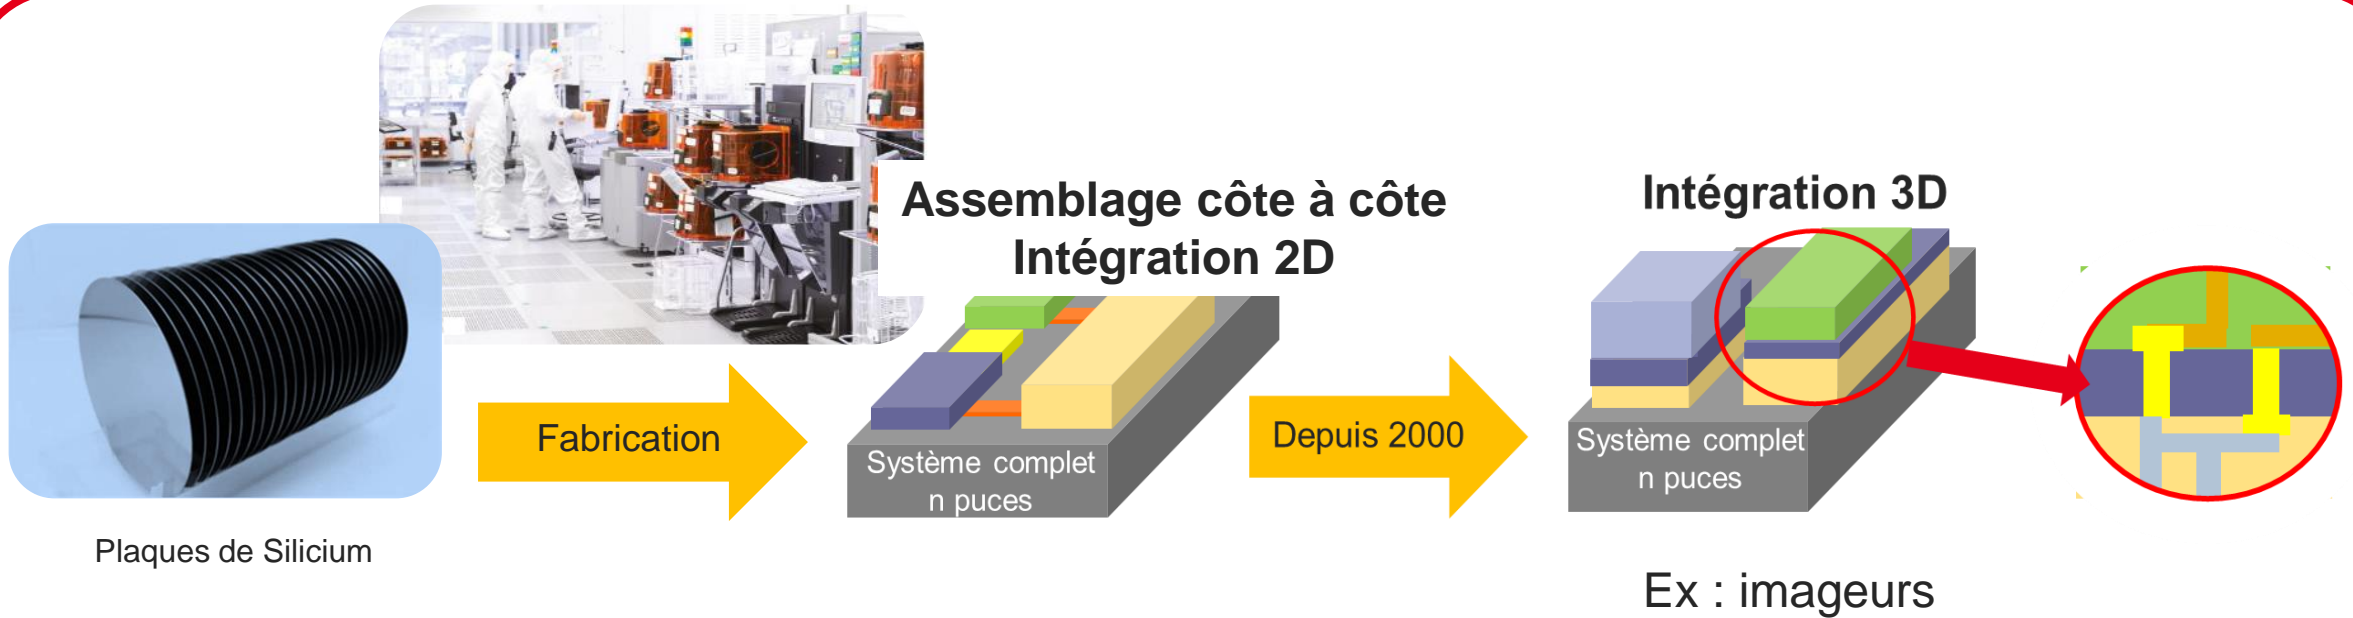 Plaques de Silicium
Fabrication
Assemblage côte à côte
Intégration 2D
Système complet
n puces
Depuis 2000
Intégration 3D
Système complet
n puces
Ex : imageurs